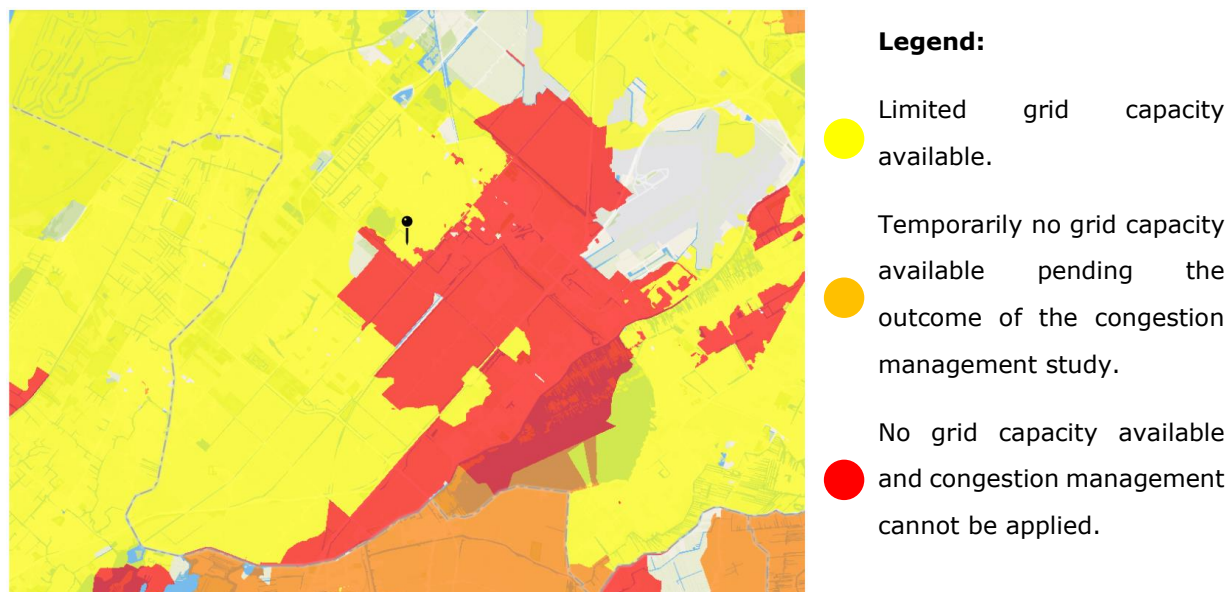 Legend:
Limited grid capacity
available.
Temporarily no grid capacity
available pending the
outcome of the congestion
management study.
No grid capacity available
and congestion management
cannot be applied.